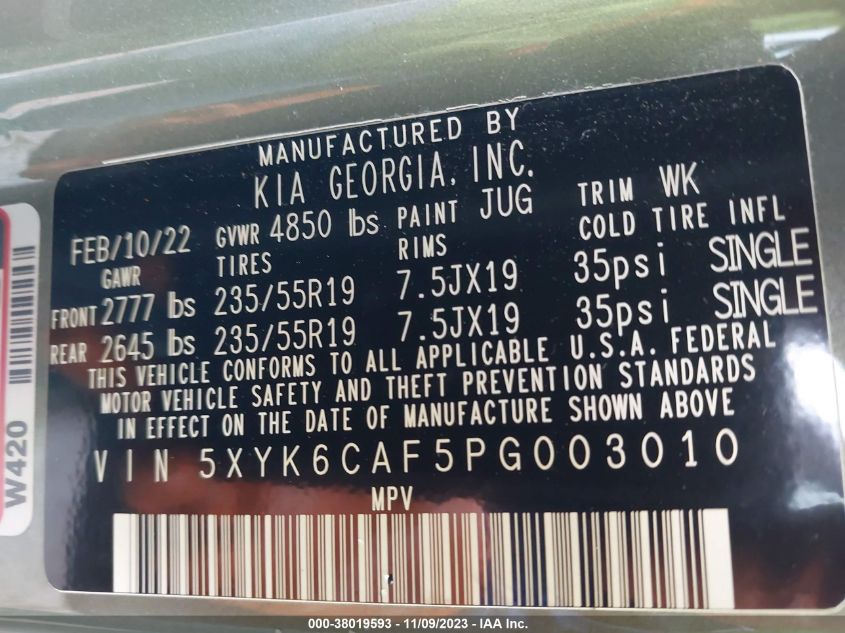 MANUFACTURED BY
KIA GEORGIA, INC.
FEB/10/22 GVWR 4850 lbs PAINT JUG TRIM WK
GAWR TIRES RIMS COLD TIRE INFL
FRONT 2777 lbs 235/55R19 7.5JX19 35psi SINGLE
REAR 2645 lbs 235/55R19 7.5JX19 35psi SINGLE
THIS VEHICLE CONFORMS TO ALL APPLICABLE U.S.A. FEDERAL
MOTOR VEHICLE SAFETY AND THEFT PREVENTION STANDARDS
IN EFFECT ON THE DATE OF MANUFACTURE SHOWN ABOVE
VIN 5XYK6CAF5PG003010
MPV
W420
000-38019593 - 11/09/2023 - IAA Inc.